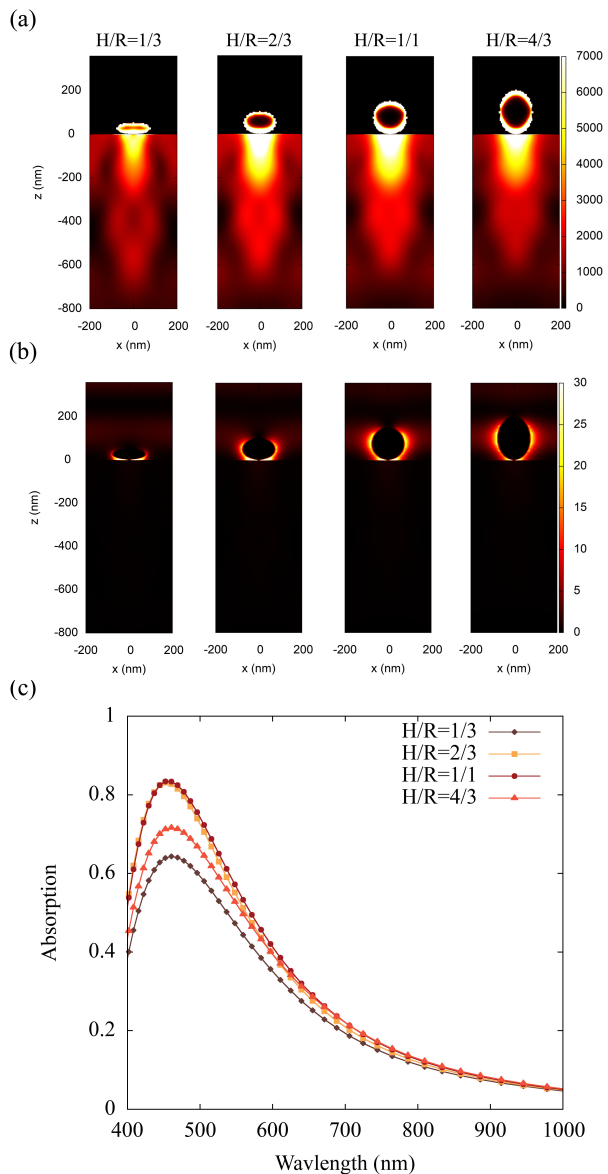 (a)
H/R=1/3 H/R=2/3 H/R=1/1 H/R=4/3
200
0
-200
-400
-600
-800
z (nm)
7000
6000
5000
4000
3000
2000
1000
0
-200 0 200 -200 0 200 -200 0 200 -200 0 200
x (nm) x (nm) x (nm) x (nm)
(b)
200
0
-200
-400
-600
-800
z (nm)
30
25
20
15
10
5
0
-200 0 200 -200 0 200 -200 0 200 -200 0 200
x (nm) x (nm) x (nm) x (nm)
(c)
1
0.8
0.6
0.4
0.2
0
Absorption
H/R=1/3
H/R=2/3
H/R=1/1
H/R=4/3
400 500 600 700 800 900 1000
Wavlength (nm)